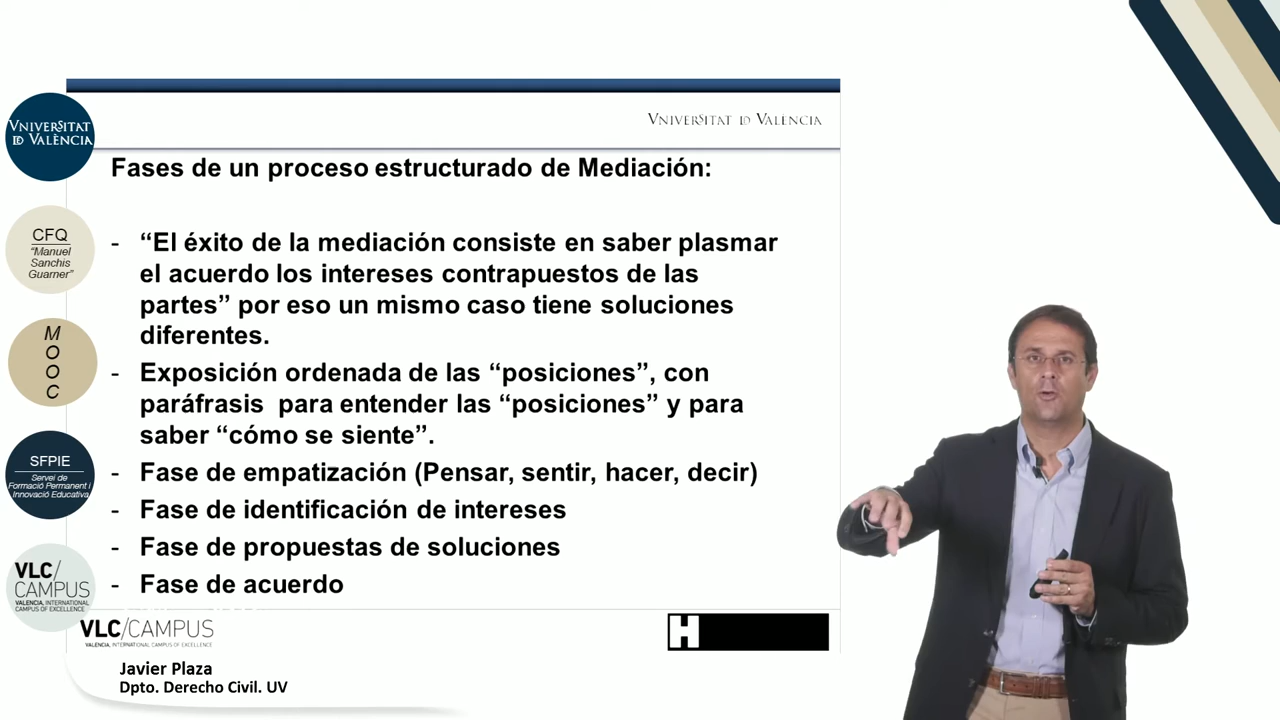 VNIVERSITAT
ID VALÈNCIA
VNIVERSITAT ID VALÈNCIA
Fases de un proceso estructurado de Mediación:
- “El éxito de la mediación consiste en saber plasmar
el acuerdo los intereses contrapuestos de las
partes” por eso un mismo caso tiene soluciones
diferentes.
- Exposición ordenada de las “posiciones”, con
paráfrasis para entender las “posiciones” y para
saber “cómo se siente”.
- Fase de empatización (Pensar, sentir, hacer, decir)
- Fase de identificación de intereses
- Fase de propuestas de soluciones
- Fase de acuerdo
CFQ
“Manuel
Sanchis
Guarner”
M
O
O
C
SFPIE
Servei de
Formació Permanent i
Innovació Educativa
VLC/
CAMPUS
VALÈNCIA, INTERNATIONAL
CAMPUS OF EXCELLENCE
VLC/CAMPUS
VALÈNCIA, INTERNATIONAL CAMPUS OF EXCELLENCE
H
Javier Plaza
Dpto. Derecho Civil. UV